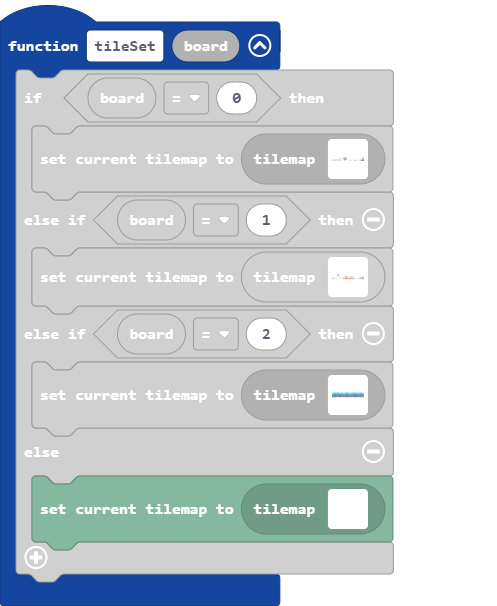 function tileSet board
if board = 0 then
set current tilemap to tilemap
else if board = 1 then
set current tilemap to tilemap
else if board = 2 then
set current tilemap to tilemap
else
set current tilemap to tilemap